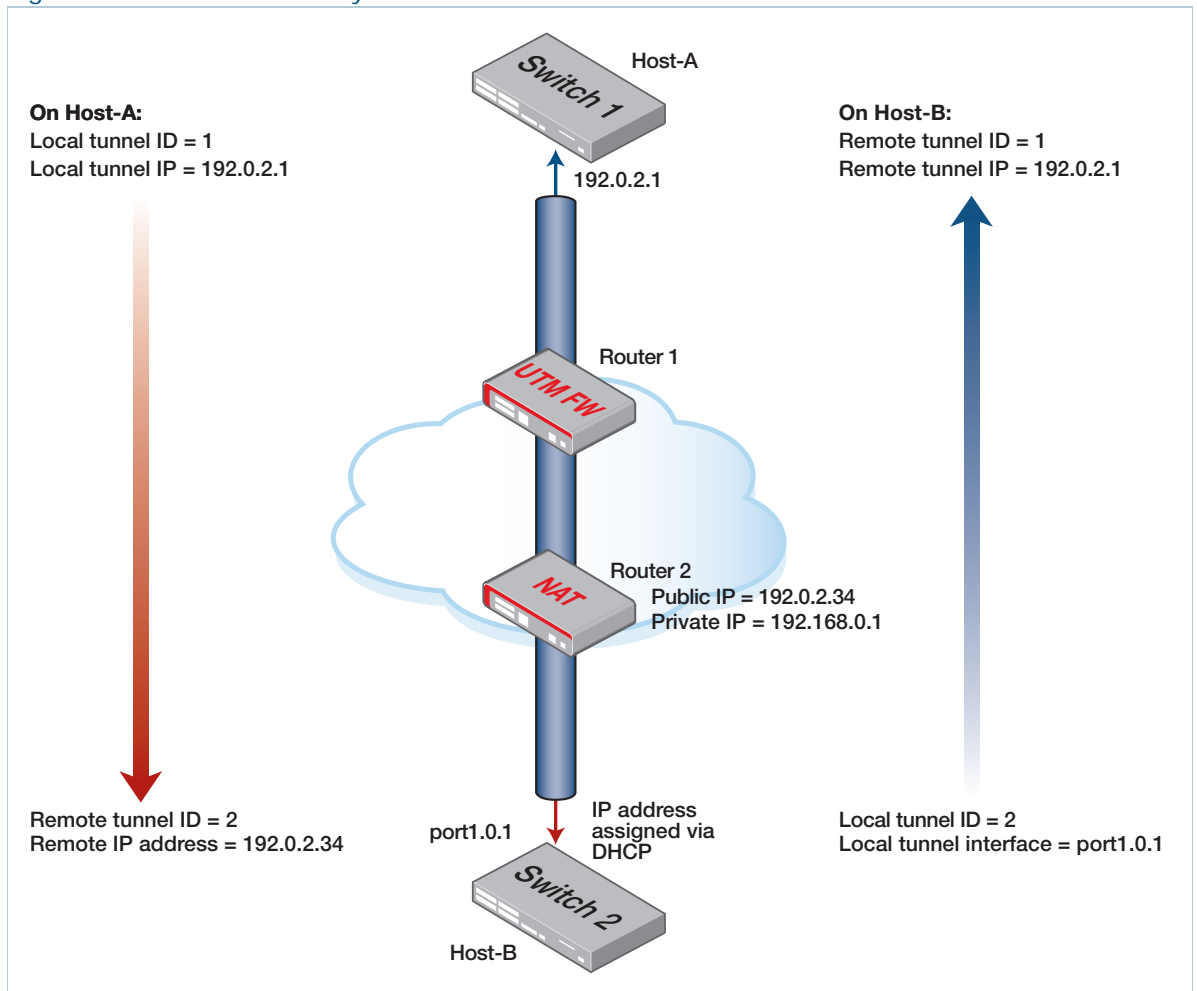 Switch 1
Host-A
On Host-A:
Local tunnel ID = 1
Local tunnel IP = 192.0.2.1
On Host-B:
Remote tunnel ID = 1
Remote tunnel IP = 192.0.2.1
192.0.2.1
Router 1
UTM FW
Router 2
NAT
Public IP = 192.0.2.34
Private IP = 192.168.0.1
Remote tunnel ID = 2
Remote IP address = 192.0.2.34
port1.0.1
IP address
assigned via
DHCP
Local tunnel ID = 2
Local tunnel interface = port1.0.1
Switch 2
Host-B